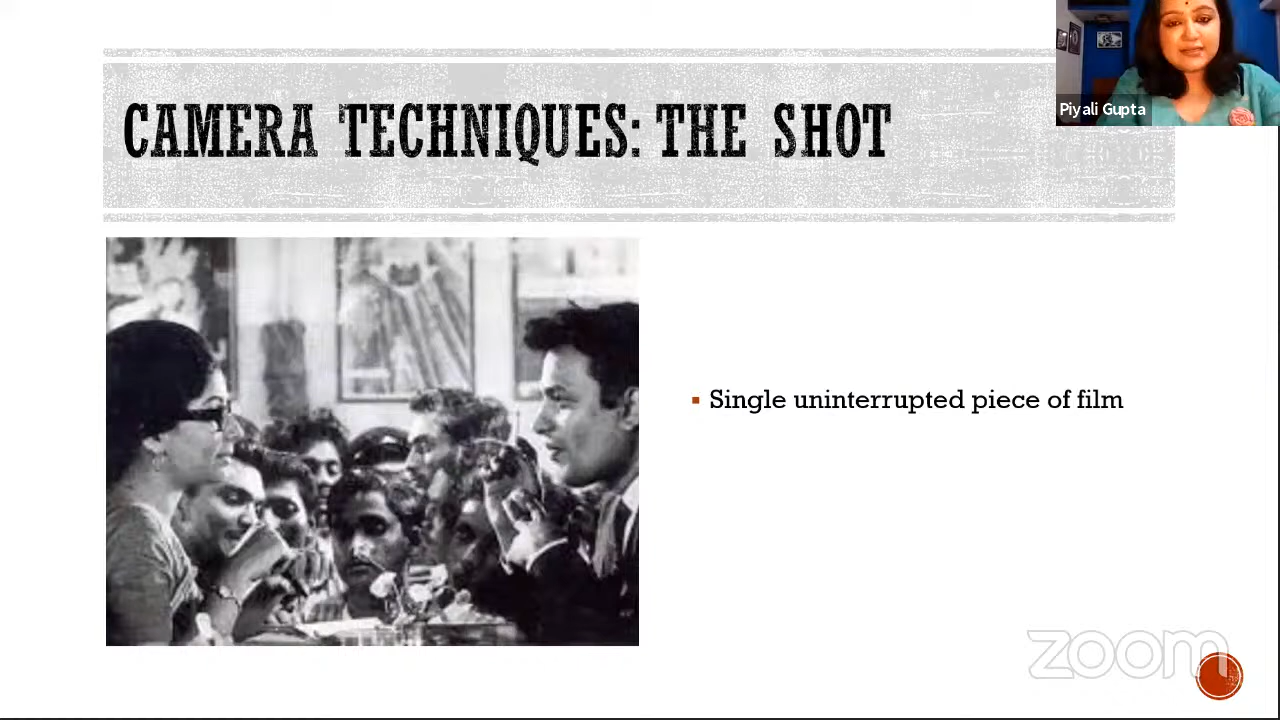 CAMERA TECHNIQUES: THE SHOT
Piyali Gupta
Single uninterrupted piece of film
zoom